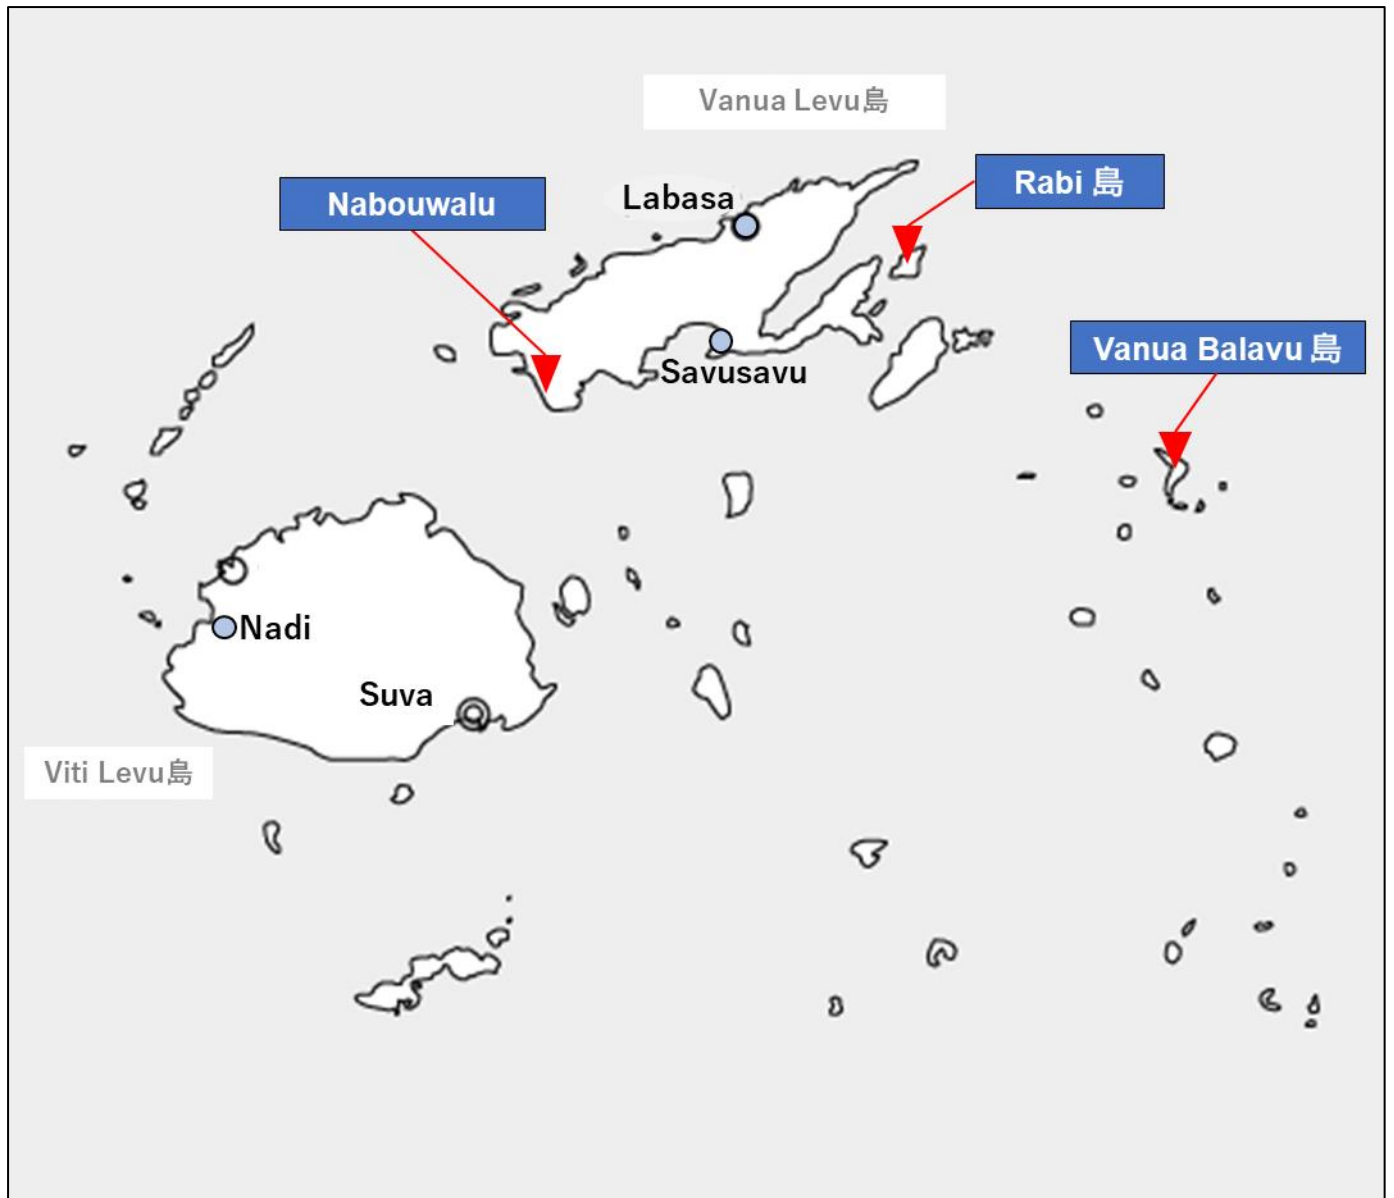 Vanua Levu島
Rabi 島
Nabouwalu
Labasa
Vanua Balavu 島
Savusavu
Nadi
Suva
Viti Levu島